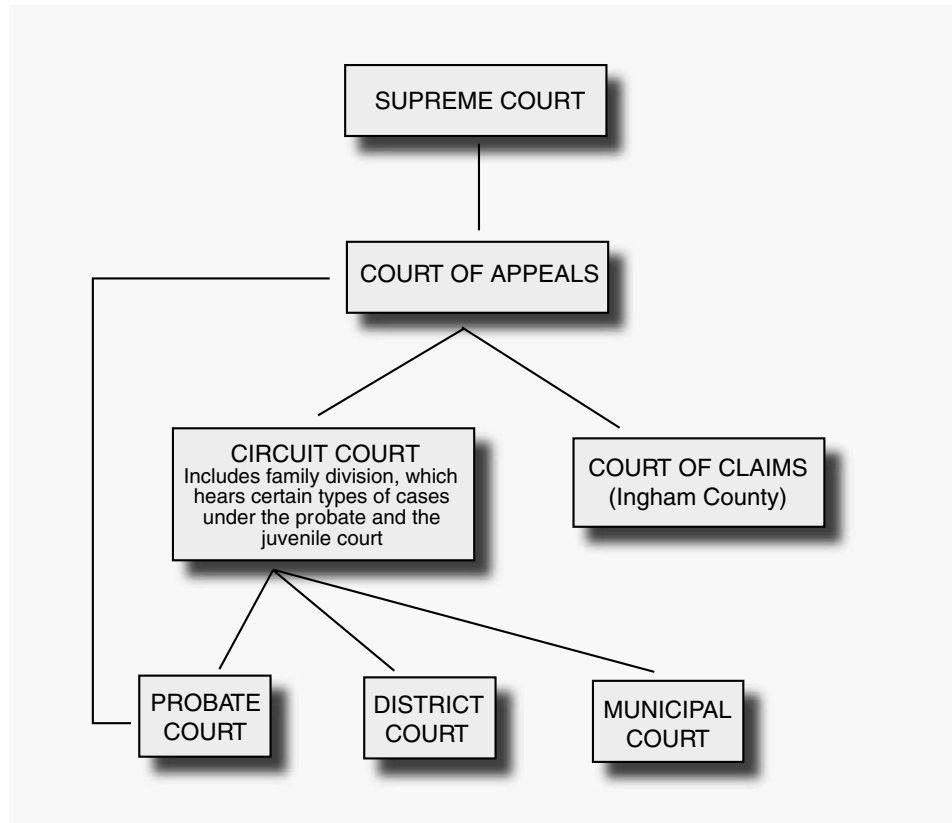 SUPREME COURT
COURT OF APPEALS
CIRCUIT COURT
Includes family division, which
hears certain types of cases
under the probate and the
juvenile court
COURT OF CLAIMS
(Ingham County)
PROBATE
COURT
DISTRICT
COURT
MUNICIPAL
COURT